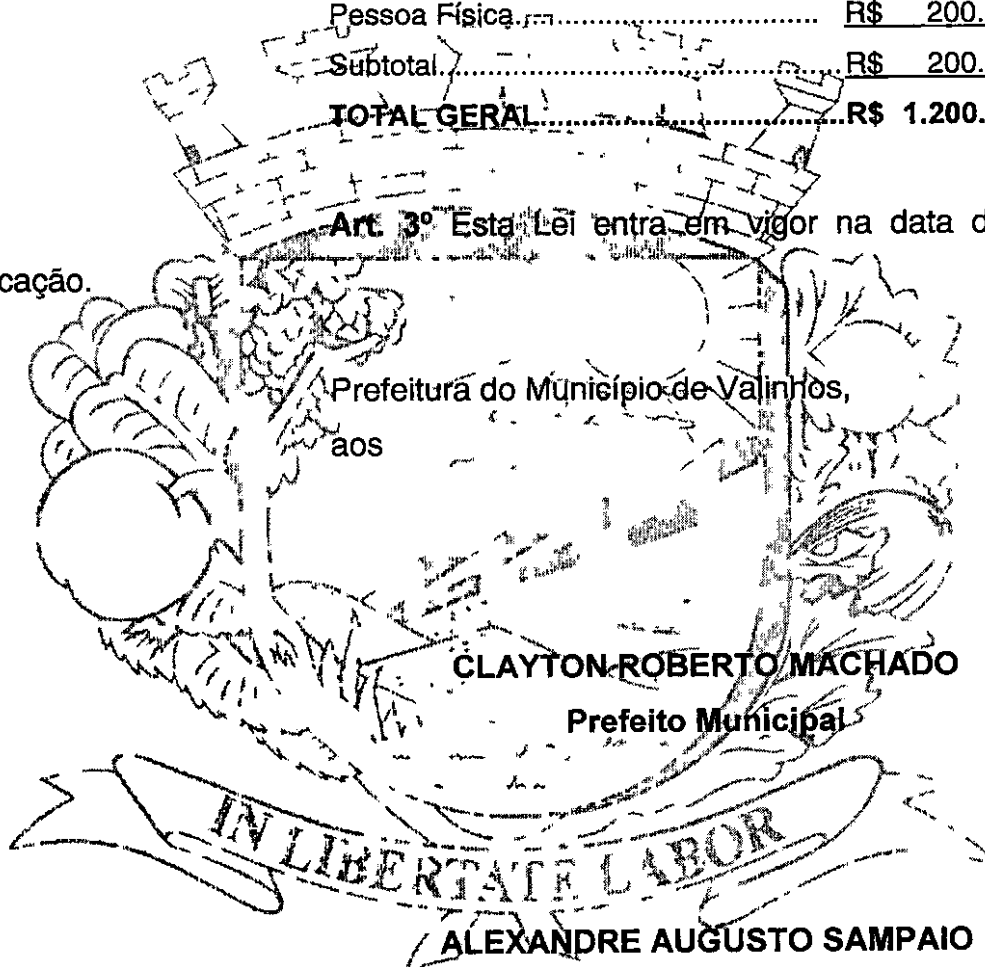 Pessoa Física................................... R$ 200.
Subtotal............................................R$ 200.
TOTAL GERAL.................................R$ 1.200.
Art. 3º Esta Lei entra em vigor na data d
cação.
Prefeitura do Município de Valinhos,
aos
CLAYTON ROBERTO MACHADO
Prefeito Municipal
IN LIBERTATE LABOR
ALEXANDRE AUGUSTO SAMPAIO